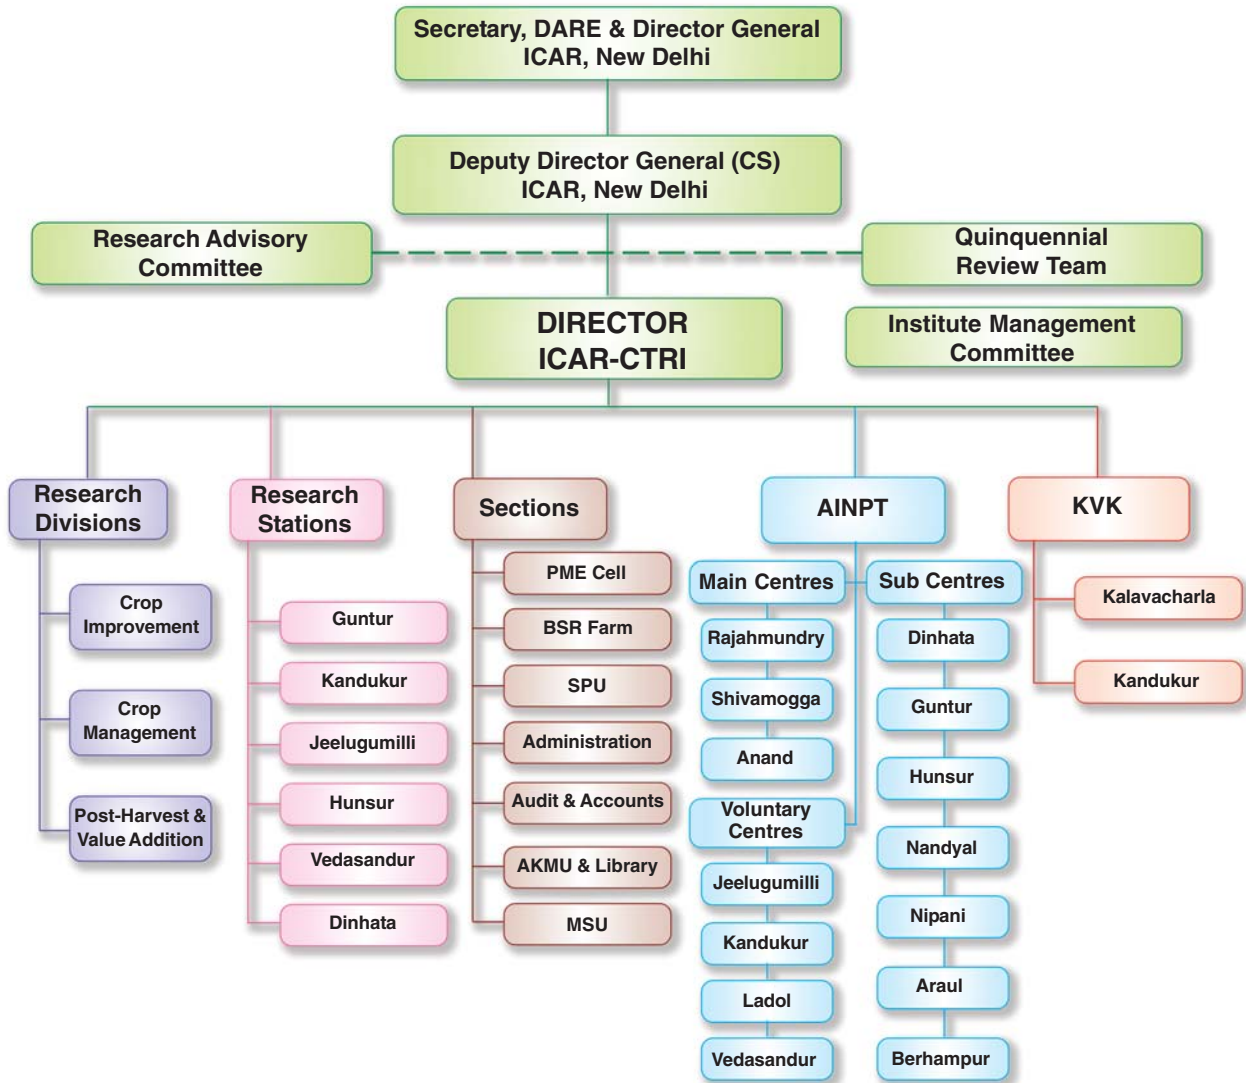 Secretary, DARE & Director General
ICAR, New Delhi
Deputy Director General (CS)
ICAR, New Delhi
Research Advisory
Committee
Quinquennial
Review Team
DIRECTOR
ICAR-CTRI
Institute Management
Committee
Research
Divisions
Crop
Improvement
Crop
Management
Post-Harvest &
Value Addition
Research
Stations
Guntur
Kandukur
Jeelugumilli
Hunsur
Vedasandur
Dinhata
Sections
PME Cell
BSR Farm
SPU
Administration
Audit & Accounts
AKMU & Library
MSU
AINPT
Main Centres
Rajahmundry
Shivamogga
Anand
Voluntary
Centres
Jeelugumilli
Kandukur
Ladol
Vedasandur
Sub Centres
Dinhata
Guntur
Hunsur
Nandyal
Nipani
Araul
Berhampur
KVK
Kalavacharla
Kandukur